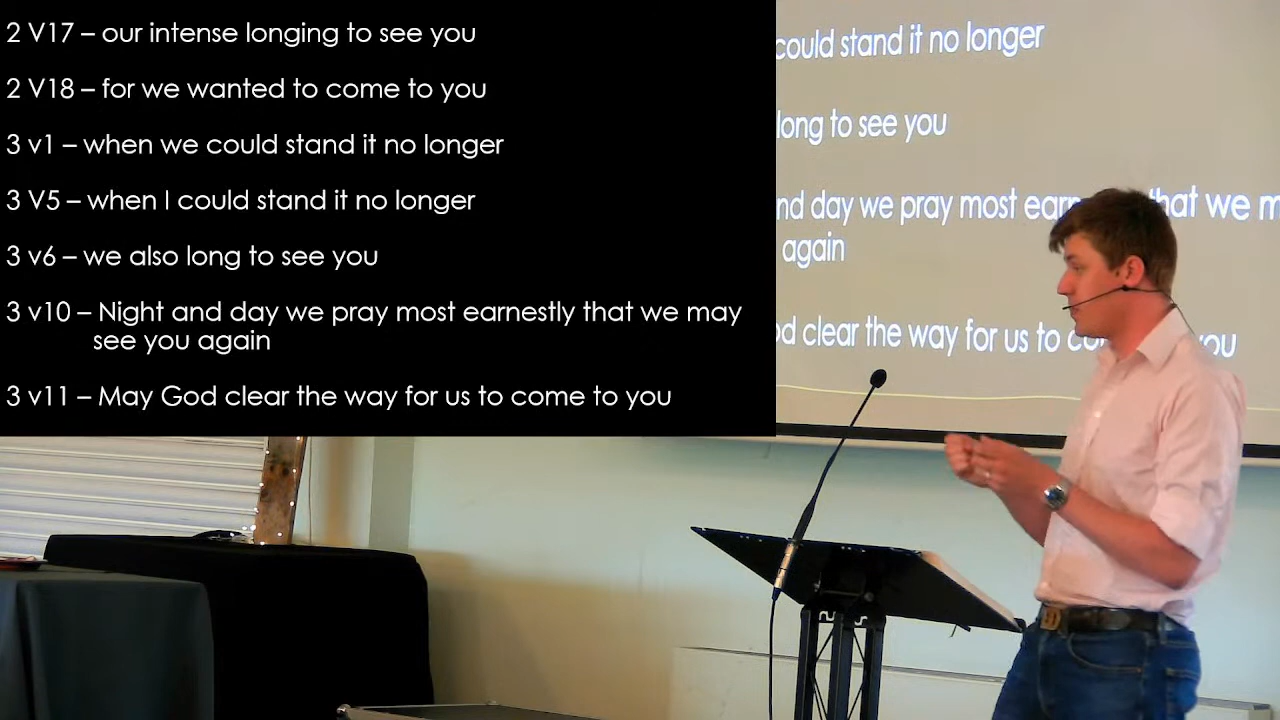 2 V17 – our intense longing to see you
2 V18 – for we wanted to come to you
3 v1 – when we could stand it no longer
3 V5 – when I could stand it no longer
3 v6 – we also long to see you
3 v10 – Night and day we pray most earnestly that we may
see you again
3 v11 – May God clear the way for us to come to you
could stand it no longer
long to see you
nd day we pray most that we m
again
od clear the way for us to you